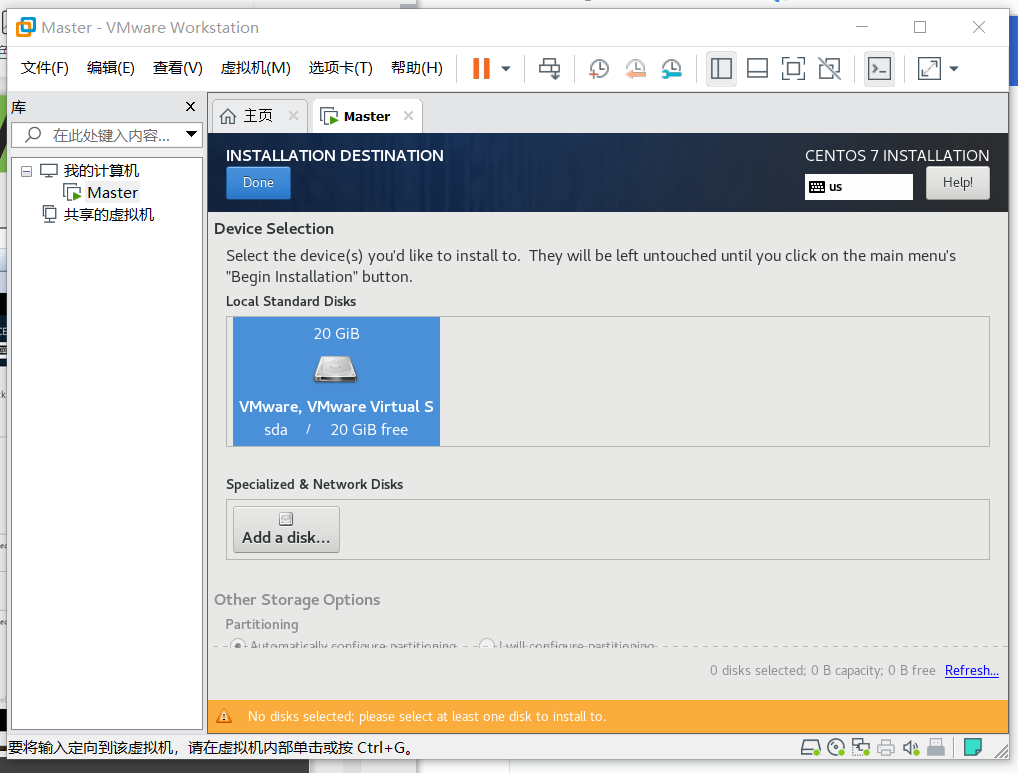 Master - VMware Workstation
文件(F) 编辑(E) 查看(V) 虚拟机(M) 选项卡(T) 帮助(H)
库
在此处键入内容...
我的计算机
Master
共享的虚拟机
主页
Master
INSTALLATION DESTINATION
Done
CENTOS 7 INSTALLATION
us
Help!
Device Selection
Select the device(s) you'd like to install to. They will be left untouched until you click on the main menu's
"Begin Installation" button.
Local Standard Disks
20 GiB
VMware, VMware Virtual S
sda / 20 GiB free
Specialized & Network Disks
Add a disk...
Other Storage Options
Partitioning
Automatically configure partitioning. I will configure partitioning.
0 disks selected; 0 B capacity; 0 B free Refresh...
No disks selected; please select at least one disk to install to.
要将输入定向到该虚拟机，请在虚拟机内部单击或按 Ctrl+G。